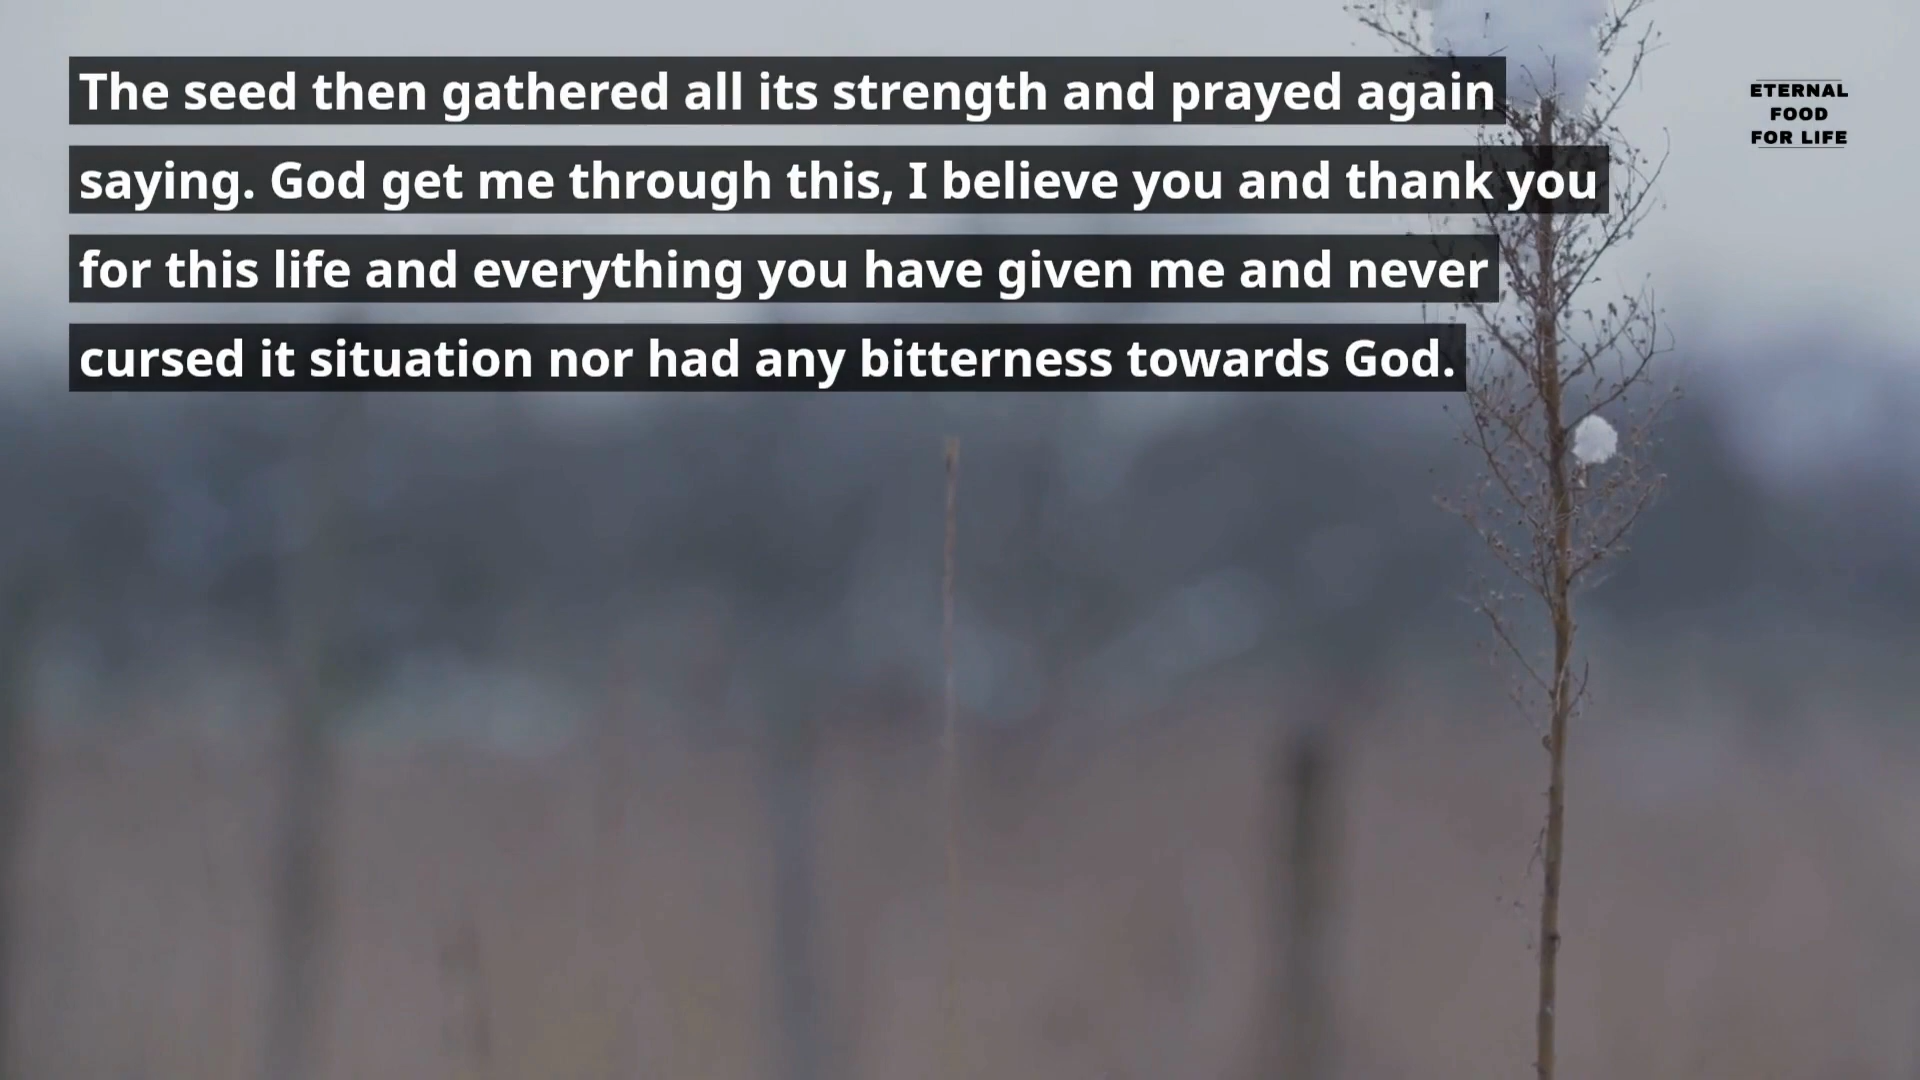 The seed then gathered all its strength and prayed again
saying. God get me through this, I believe you and thank you
for this life and everything you have given me and never
cursed it situation nor had any bitterness towards God.
ETERNAL
FOOD
FOR LIFE